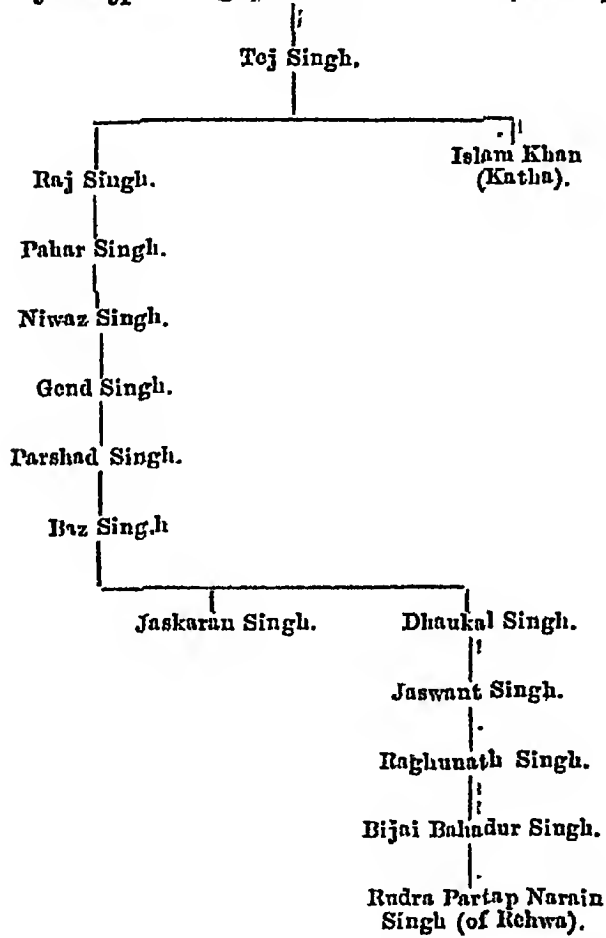 Tej Singh.
Islam Khan
(Katha).
Raj Singh.
Pahar Singh.
Niwaz Singh.
Gend Singh.
Parshad Singh.
Baz Singh
Jaskaran Singh.
Dhaukal Singh.
Jaswant Singh.
Raghunath Singh.
Bijai Bahadur Singh.
Rudra Partap Narain
Singh (of Rehwa).